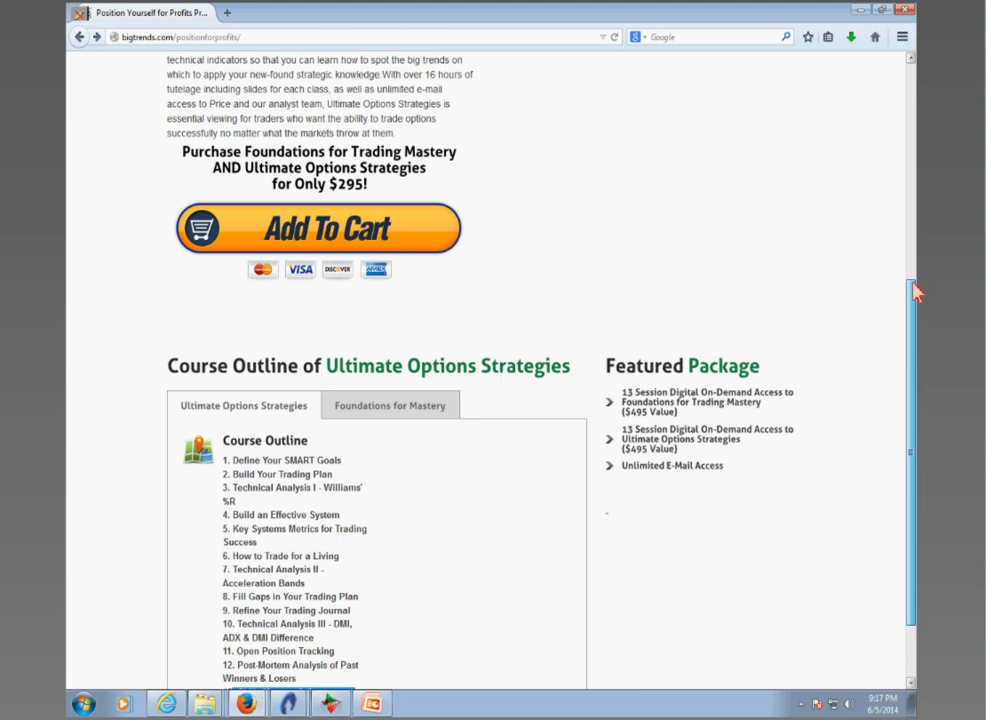 Position Yourself for Profits Pr...
bigtrends.com/positionforprofits/
Google
technical indicators so that you can learn how to spot the big trends on
which to apply your new-found strategic knowledge.With over 16 hours of
tutelage including slides for each class, as well as unlimited e-mail
access to Price and our analyst team, Ultimate Options Strategies is
essential viewing for traders who want the ability to trade options
successfully no matter what the markets throw at them.
Purchase Foundations for Trading Mastery
AND Ultimate Options Strategies
for Only $295!
Add To Cart
VISA DISCOVER AMEX
Course Outline of Ultimate Options Strategies
Ultimate Options Strategies
Foundations for Mastery
Course Outline
1. Define Your SMART Goals
2. Build Your Trading Plan
3. Technical Analysis I - Williams'
%R
4. Build an Effective System
5. Key Systems Metrics for Trading
Success
6. How to Trade for a Living
7. Technical Analysis II -
Acceleration Bands
8. Fill Gaps in Your Trading Plan
9. Refine Your Trading Journal
10. Technical Analysis III - DMI,
ADX & DMI Difference
11. Open Position Tracking
12. Post-Mortem Analysis of Past
Winners & Losers
Featured Package
13 Session Digital On-Demand Access to
Foundations for Trading Mastery
($495 Value)
13 Session Digital On-Demand Access to
Ultimate Options Strategies
($495 Value)
Unlimited E-Mail Access
-
9:17 PM
6/5/2014